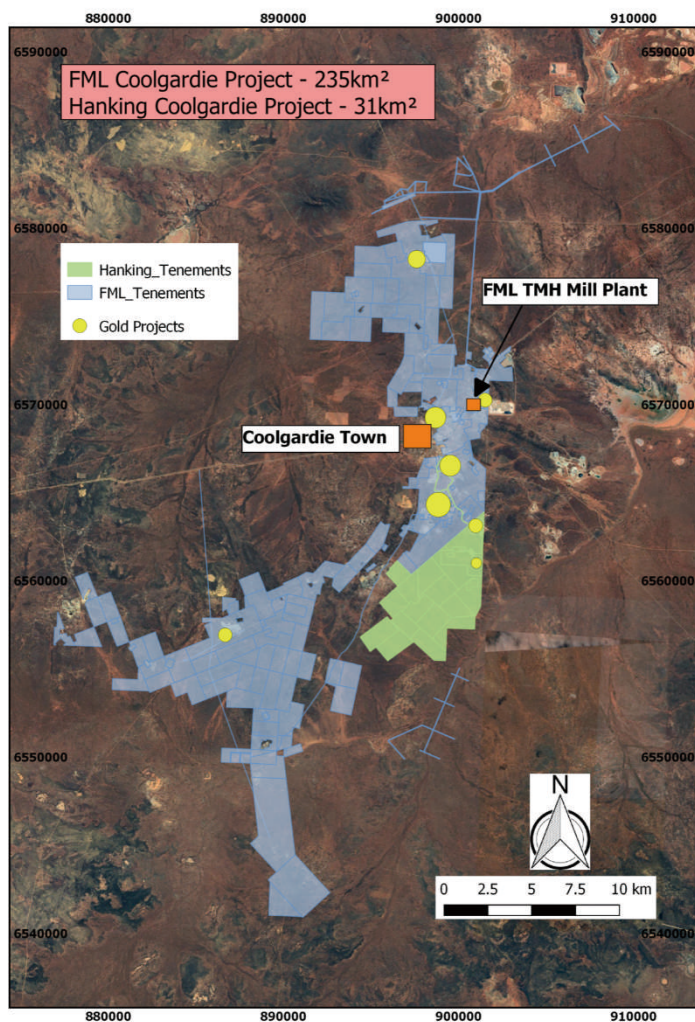 880000 890000 900000 910000
6590000 6590000
FML Coolgardie Project - 235km²
Hanking Coolgardie Project - 31km²
6580000 6580000
Hanking_Tenements
FML_Tenements
Gold Projects
FML TMH Mill Plant
6570000 6570000
Coolgardie Town
6560000 6560000
6550000 6550000
N
0 2.5 5 7.5 10 km
6540000 6540000
880000 890000 900000 910000